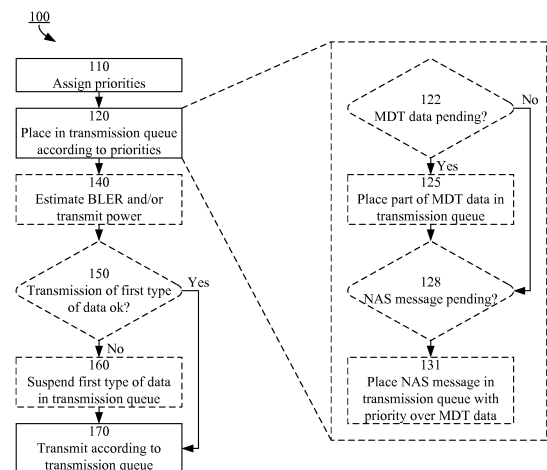 100
110
Assign priorities
120
Place in transmission queue
according to priorities
140
Estimate BLER and/or
transmit power
150
Transmission of first type
of data ok?
Yes
No
160
Suspend first type of data
in transmission queue
170
Transmit according to
transmission queue
122
MDT data pending?
No
Yes
125
Place part of MDT data in
transmission queue
128
NAS message pending?
131
Place NAS message in
transmission queue with
priority over MDT data